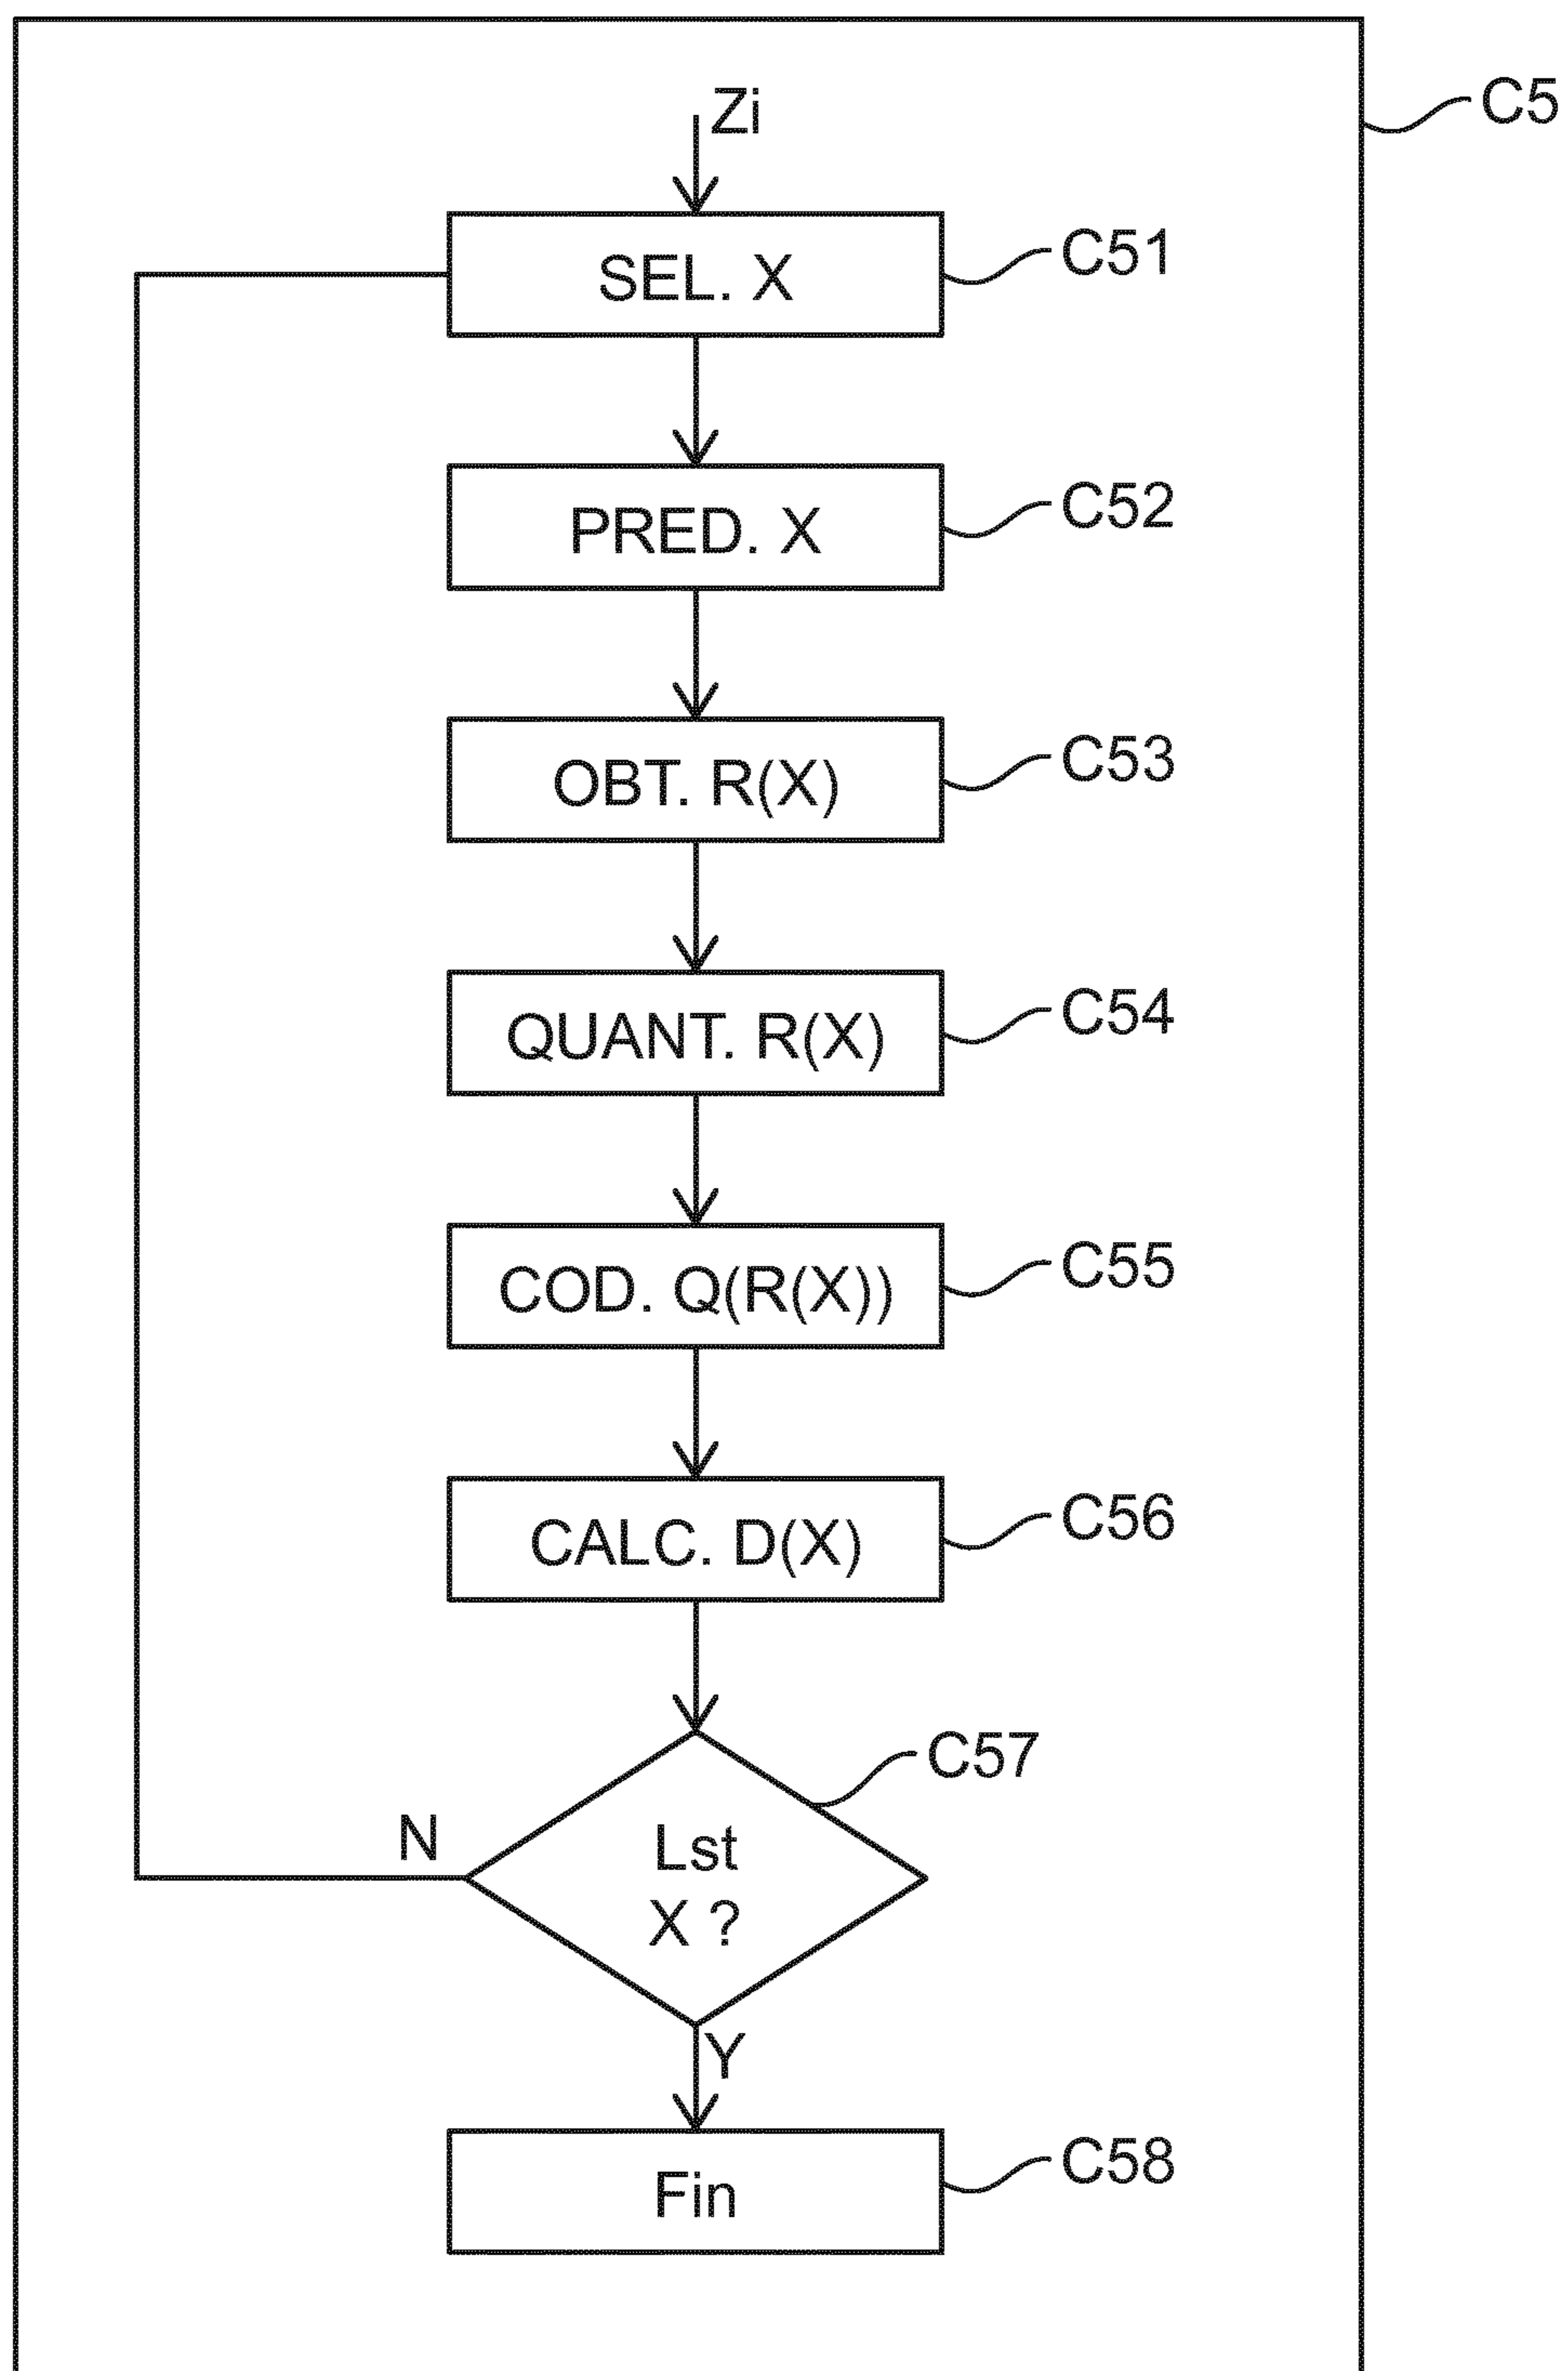 C5
Zi
SEL. X
C51
PRED. X
C52
OBT. R(X)
C53
QUANT. R(X)
C54
COD. Q(R(X))
C55
CALC. D(X)
C56
C57
Lst
X ?
N
Y
Fin
C58